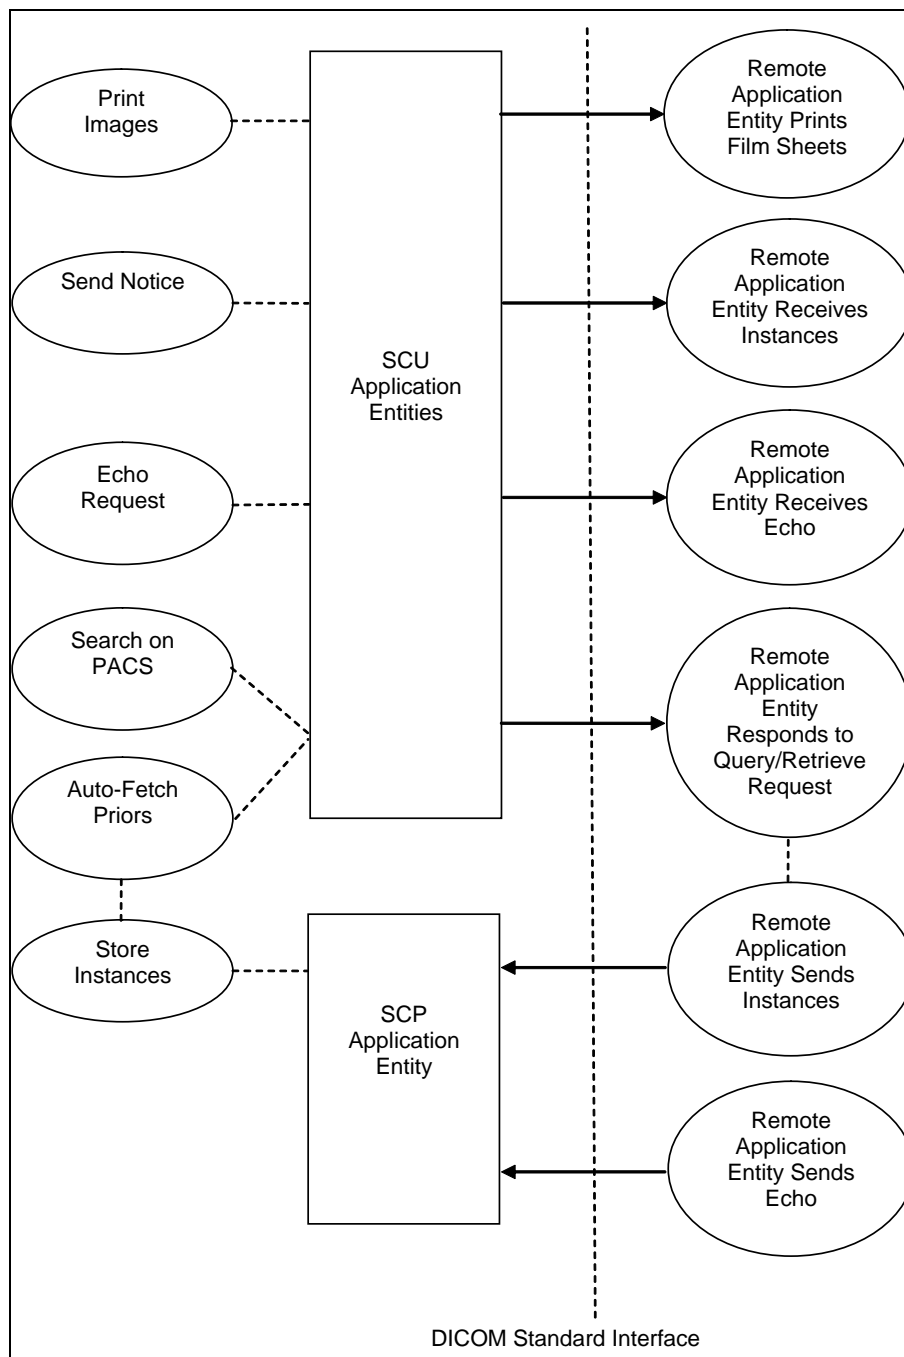 Print
Images
Send Notice
Echo
Request
Search on
PACS
Auto-Fetch
Priors
Store
Instances
SCU
Application
Entities
SCP
Application
Entity
Remote
Application
Entity Prints
Film Sheets
Remote
Application
Entity Receives
Instances
Remote
Application
Entity Receives
Echo
Remote
Application
Entity
Responds to
Query/Retrieve
Request
Remote
Application
Entity Sends
Instances
Remote
Application
Entity Sends
Echo
DICOM Standard Interface